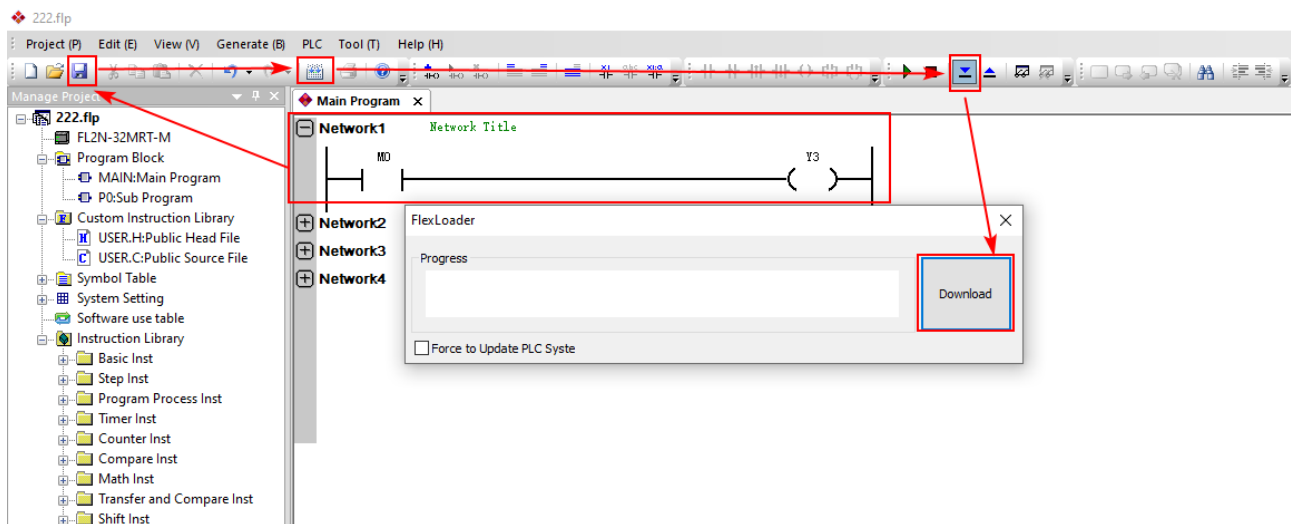 222.flp
Project (P) Edit (E) View (V) Generate (B) PLC Tool (T) Help (H)
Manage Project
Main Program
222.flp
FL2N-32MRT-M
Program Block
MAIN:Main Program
P0:Sub Program
Custom Instruction Library
USER.H:Public Head File
USER.C:Public Source File
Symbol Table
System Setting
Software use table
Instruction Library
Basic Inst
Step Inst
Program Process Inst
Timer Inst
Counter Inst
Compare Inst
Math Inst
Transfer and Compare Inst
Shift Inst
Network1 Network Title
M0 Y3
Network2
Network3
Network4
FlexLoader
Progress
Download
Force to Update PLC Syste